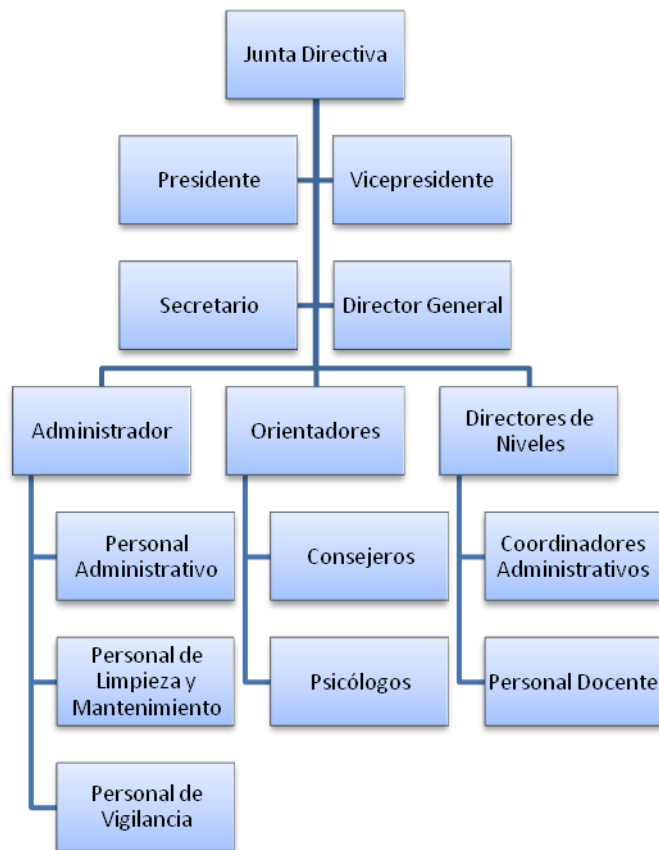 Junta Directiva
Presidente
Vicepresidente
Secretario
Director General
Administrador
Orientadores
Directores de
Niveles
Personal
Administrativo
Consejeros
Coordinadores
Administrativos
Personal de
Limpieza y
Mantenimiento
Psicólogos
Personal Docente
Personal de
Vigilancia